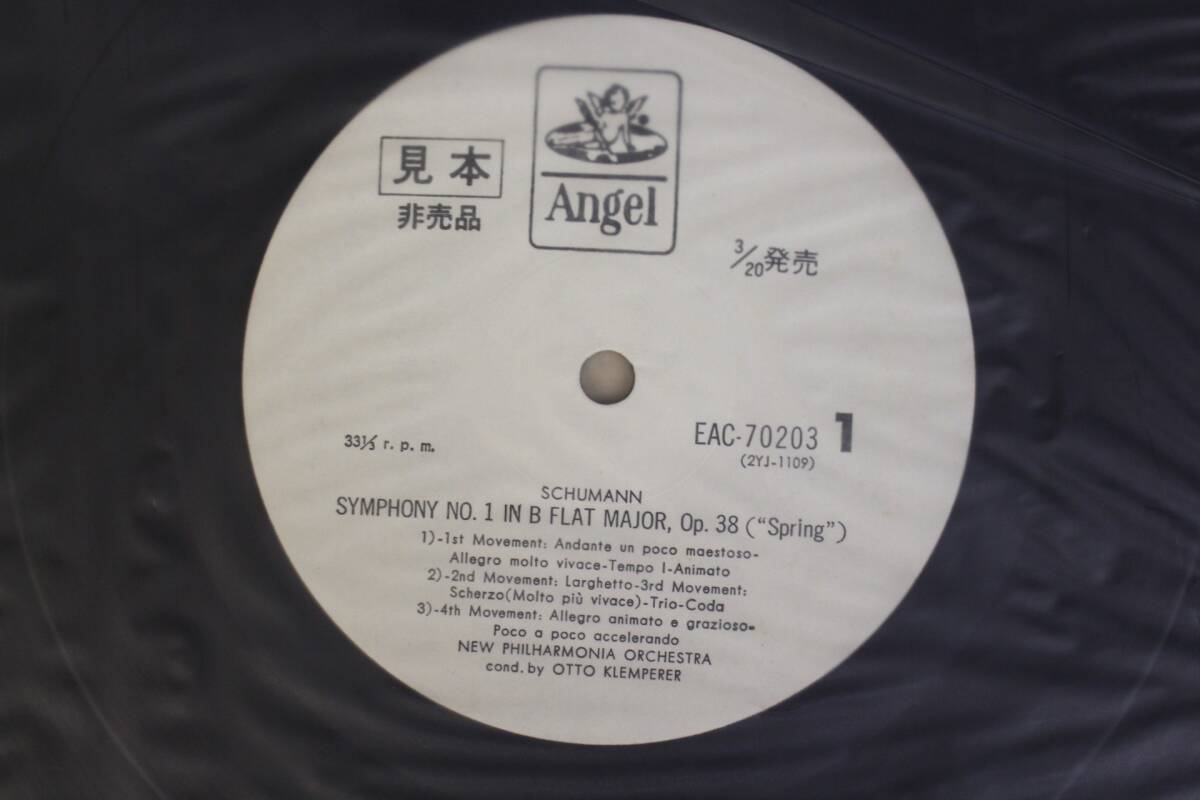 見本
非売品
Angel
3/20発売
33⅓ r. p. m.
EAC-70203 1
(2YJ-1109)
SCHUMANN
SYMPHONY NO. 1 IN B FLAT MAJOR, Op. 38 (“Spring”)
1)-1st Movement: Andante un poco maestoso-
Allegro molto vivace-Tempo I-Animato
2)-2nd Movement: Larghetto-3rd Movement:
Scherzo(Molto più vivace)-Trio-Coda
3)-4th Movement: Allegro animato e grazioso-
Poco a poco accelerando
NEW PHILHARMONIA ORCHESTRA
cond. by OTTO KLEMPERER